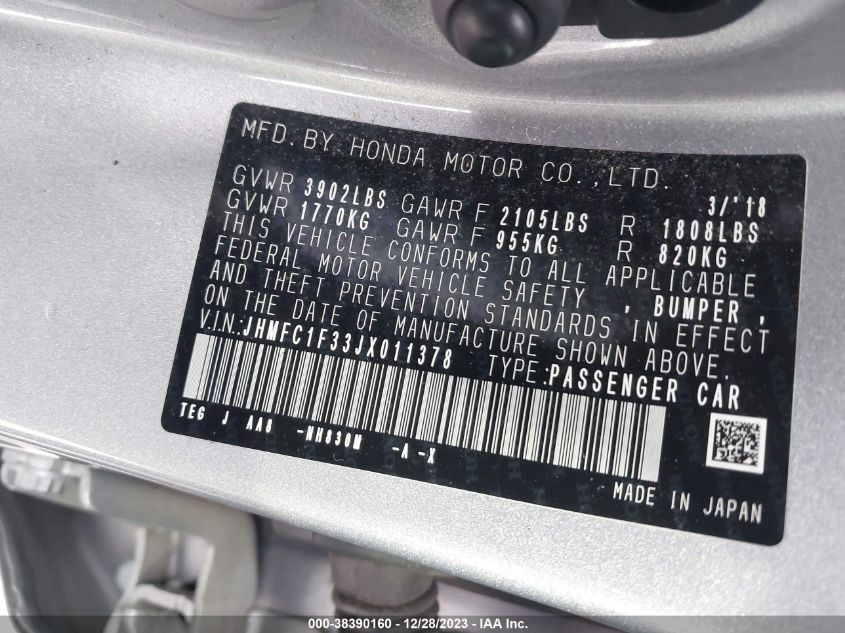 MFD. BY HONDA MOTOR CO., LTD.
3/'18
GVWR 3902LBS GAWR F 2105LBS R 1808LBS
GVWR 1770KG GAWR F 955KG R 820KG
THIS VEHICLE CONFORMS TO ALL APPLICABLE
FEDERAL MOTOR VEHICLE SAFETY , BUMPER ,
AND THEFT PREVENTION STANDARDS IN EFFECT
ON THE DATE OF MANUFACTURE SHOWN ABOVE.
V.I.N.:JHMFC1F33JX011378 TYPE:PASSENGER CAR
TEG J AA8 -NH830M -A -X
MADE IN JAPAN
000-38390160 - 12/28/2023 - IAA Inc.